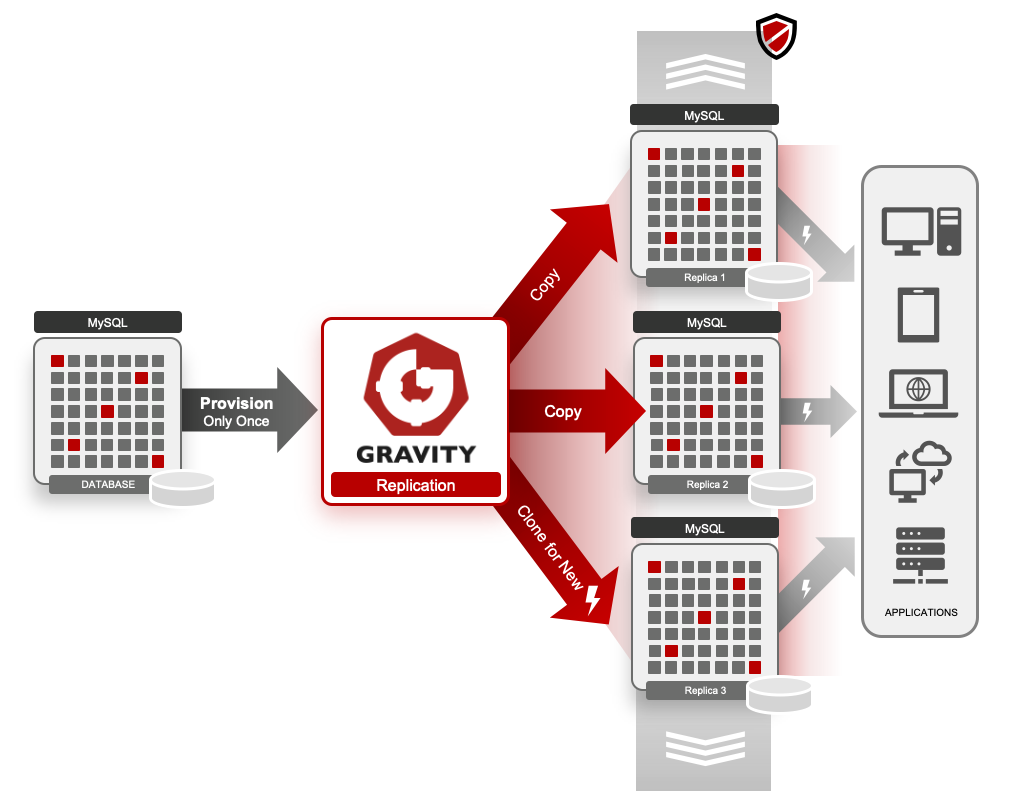 MySQL
DATABASE
Provision
Only Once
GRAVITY
Replication
Copy
Copy
Clone for New
MySQL
Replica 1
MySQL
Replica 2
MySQL
Replica 3
APPLICATIONS